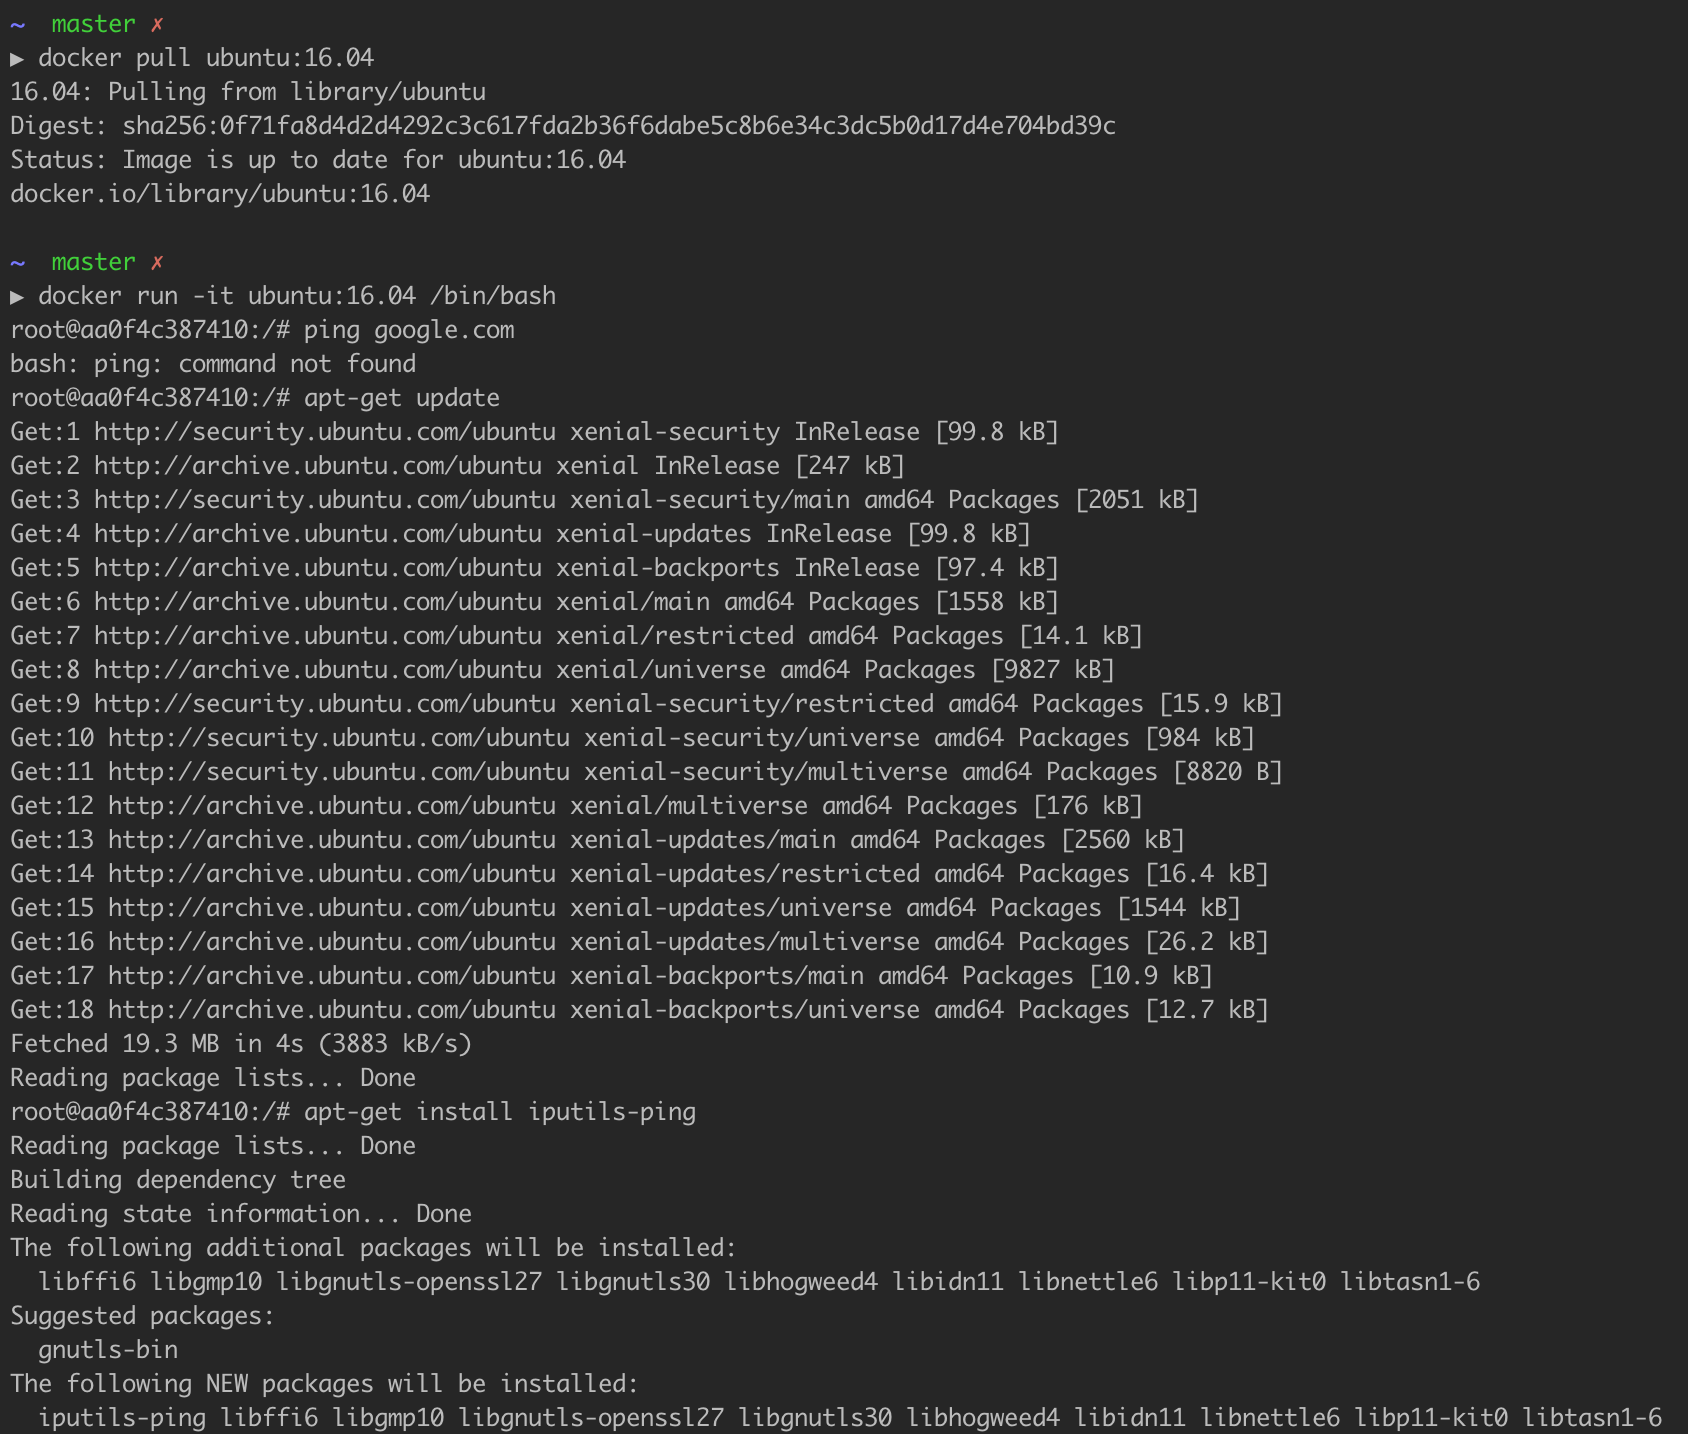 ~ master ✗
▶ docker pull ubuntu:16.04
16.04: Pulling from library/ubuntu
Digest: sha256:0f71fa8d4d2d4292c3c617fda2b36f6dabe5c8b6e34c3dc5b0d17d4e704bd39c
Status: Image is up to date for ubuntu:16.04
docker.io/library/ubuntu:16.04
~ master ✗
▶ docker run -it ubuntu:16.04 /bin/bash
root@aa0f4c387410:/# ping google.com
bash: ping: command not found
root@aa0f4c387410:/# apt-get update
Get:1 http://security.ubuntu.com/ubuntu xenial-security InRelease [99.8 kB]
Get:2 http://archive.ubuntu.com/ubuntu xenial InRelease [247 kB]
Get:3 http://security.ubuntu.com/ubuntu xenial-security/main amd64 Packages [2051 kB]
Get:4 http://archive.ubuntu.com/ubuntu xenial-updates InRelease [99.8 kB]
Get:5 http://archive.ubuntu.com/ubuntu xenial-backports InRelease [97.4 kB]
Get:6 http://archive.ubuntu.com/ubuntu xenial/main amd64 Packages [1558 kB]
Get:7 http://archive.ubuntu.com/ubuntu xenial/restricted amd64 Packages [14.1 kB]
Get:8 http://archive.ubuntu.com/ubuntu xenial/universe amd64 Packages [9827 kB]
Get:9 http://security.ubuntu.com/ubuntu xenial-security/restricted amd64 Packages [15.9 kB]
Get:10 http://security.ubuntu.com/ubuntu xenial-security/universe amd64 Packages [984 kB]
Get:11 http://security.ubuntu.com/ubuntu xenial-security/multiverse amd64 Packages [8820 B]
Get:12 http://archive.ubuntu.com/ubuntu xenial/multiverse amd64 Packages [176 kB]
Get:13 http://archive.ubuntu.com/ubuntu xenial-updates/main amd64 Packages [2560 kB]
Get:14 http://archive.ubuntu.com/ubuntu xenial-updates/restricted amd64 Packages [16.4 kB]
Get:15 http://archive.ubuntu.com/ubuntu xenial-updates/universe amd64 Packages [1544 kB]
Get:16 http://archive.ubuntu.com/ubuntu xenial-updates/multiverse amd64 Packages [26.2 kB]
Get:17 http://archive.ubuntu.com/ubuntu xenial-backports/main amd64 Packages [10.9 kB]
Get:18 http://archive.ubuntu.com/ubuntu xenial-backports/universe amd64 Packages [12.7 kB]
Fetched 19.3 MB in 4s (3883 kB/s)
Reading package lists... Done
root@aa0f4c387410:/# apt-get install iputils-ping
Reading package lists... Done
Building dependency tree
Reading state information... Done
The following additional packages will be installed:
  libffi6 libgmp10 libgnutls-openssl27 libgnutls30 libhogweed4 libidn11 libnettle6 libp11-kit0 libtasn1-6
Suggested packages:
  gnutls-bin
The following NEW packages will be installed:
  iputils-ping libffi6 libgmp10 libgnutls-openssl27 libgnutls30 libhogweed4 libidn11 libnettle6 libp11-kit0 libtasn1-6